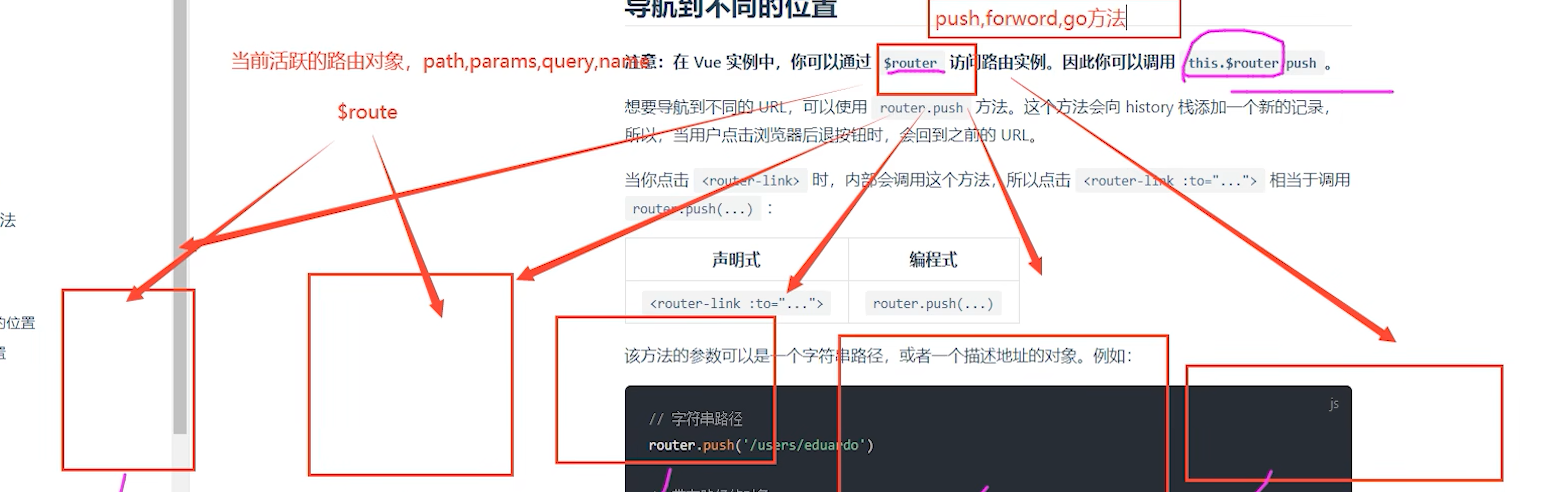 导航到不同的位置
push,forword,go方法
当前活跃的路由对象，path,params,query,name
注意：在 Vue 实例中，你可以通过 $router 访问路由实例。因此你可以调用 this.$router.push 。
$route
想要导航到不同的 URL，可以使用 router.push 方法。这个方法会向 history 栈添加一个新的记录，
所以，当用户点击浏览器后退按钮时，会回到之前的 URL。
当你点击 <router-link> 时，内部会调用这个方法，所以点击 <router-link :to="..."> 相当于调用
router.push(...) ：
法
声明式 编程式
<router-link :to="..."> router.push(...)
的位置
置
该方法的参数可以是一个字符串路径，或者一个描述地址的对象。例如：
js
// 字符串路径
router.push('/users/eduardo')